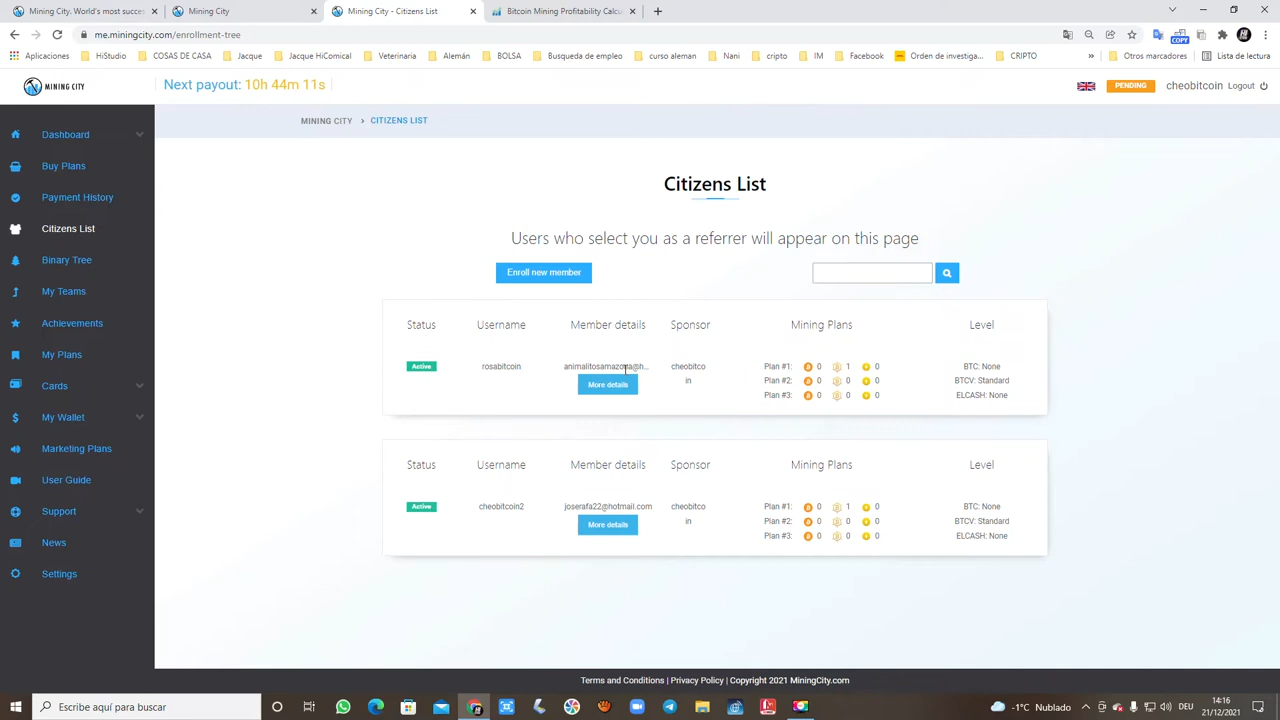 Mining City, World's most succes
Mining City
Mining City - Citizens List
Bitcoin Mining Profitability Calcu
me.miningcity.com/enrollment-tree
COPY
Aplicaciones
HiStudio
COSAS DE CASA
Jacque
Jacque HiComical
Veterinaria
Alemán
BOLSA
Busqueda de empleo
curso aleman
Nani
cripto
IM
Facebook
Orden de investiga...
CRIPTO
»
Otros marcadores
Lista de lectura
MINING CITY
Next payout: 10h 44m 11s
PENDING
cheobitcoin Logout
MINING CITY > CITIZENS LIST
Dashboard
Buy Plans
Payment History
Citizens List
Binary Tree
My Teams
Achievements
My Plans
Cards
My Wallet
Marketing Plans
User Guide
Support
News
Settings
Citizens List
Users who select you as a referrer will appear on this page
Enroll new member
Status Username Member details Sponsor Mining Plans Level
Active rosabitcoin animalitosamazona@h... cheobitco Plan #1: 0 1 0 BTC: None
More details in Plan #2: 0 0 0 BTCV: Standard
Plan #3: 0 0 0 ELCASH: None
Status Username Member details Sponsor Mining Plans Level
Active cheobitcoin2 joserafa22@hotmail.com cheobitco Plan #1: 0 1 0 BTC: None
More details in Plan #2: 0 0 0 BTCV: Standard
Plan #3: 0 0 0 ELCASH: None
Terms and Conditions | Privacy Policy | Copyright 2021 MiningCity.com
Escribe aquí para buscar
-1°C Nublado
DEU
14:16
21/12/2021